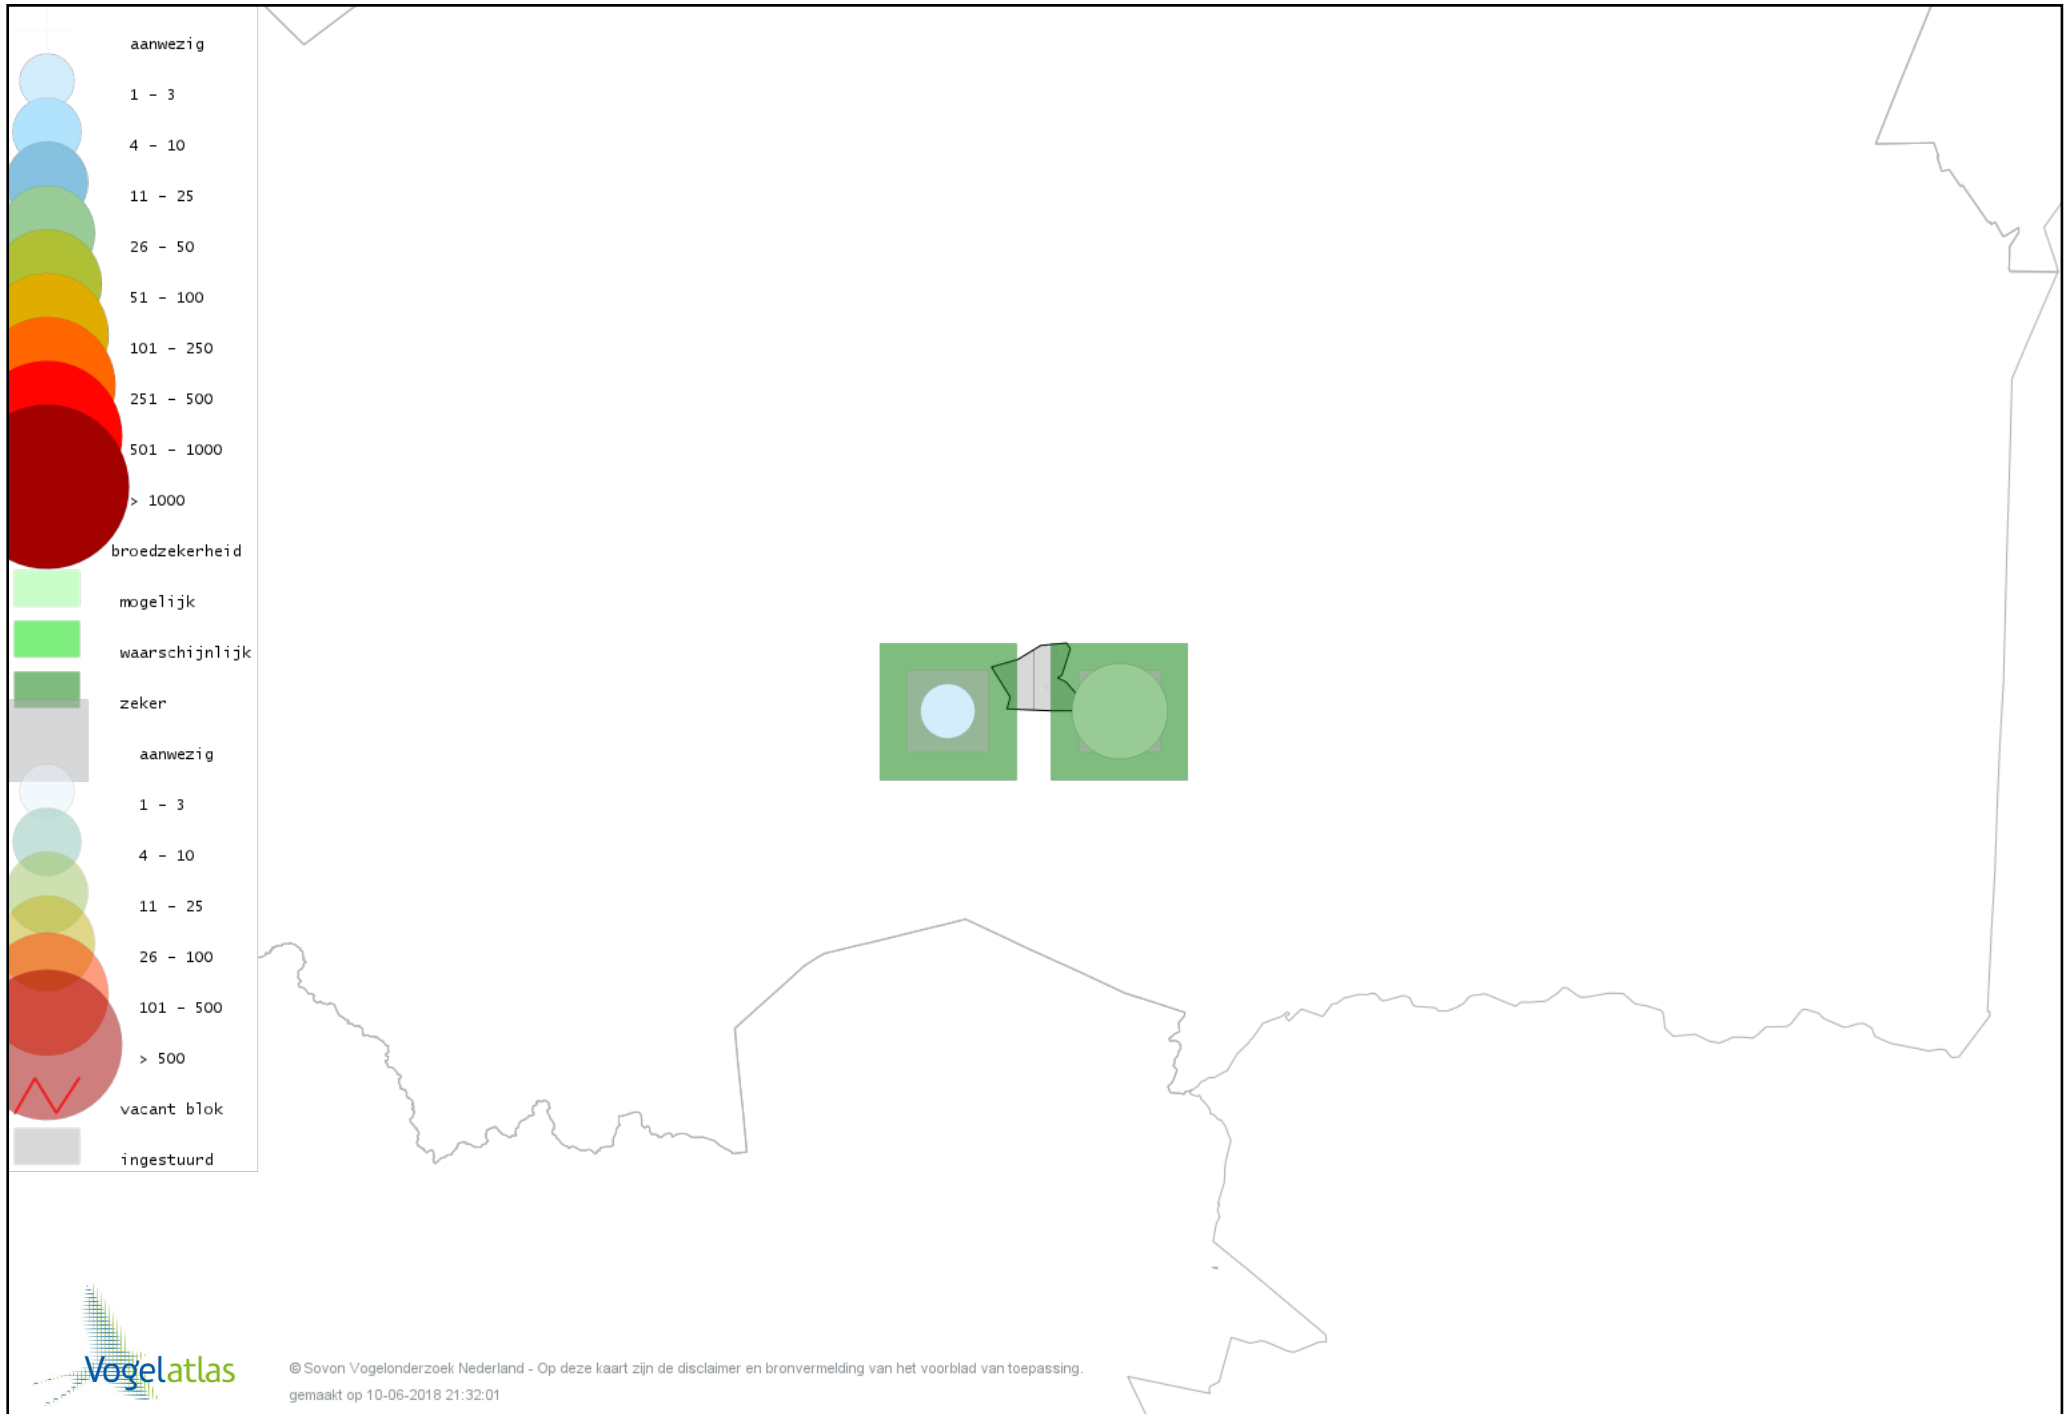 aanwezig
1 - 3
4 - 10
11 - 25
26 - 50
51 - 100
101 - 250
251 - 500
501 - 1000
> 1000
broedzekerheid
mogelijk
waarschijnlijk
zeker
aanwezig
1 - 3
4 - 10
11 - 25
26 - 100
101 - 500
> 500
vacant blok
ingestuurd
Vogelatlas
© Sovon Vogelonderzoek Nederland - Op deze kaart zijn de disclaimer en bronvermelding van het voorblad van toepassing.
gemaakt op 10-06-2018 21:32:01